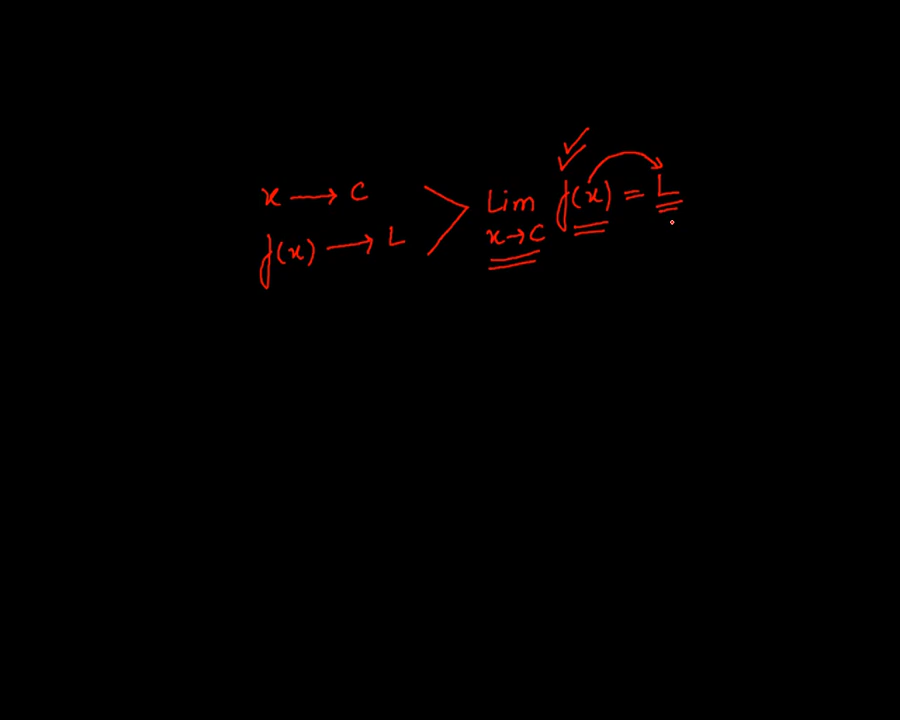 x → C
f(x) → L
Lim f(x) = L
x→C